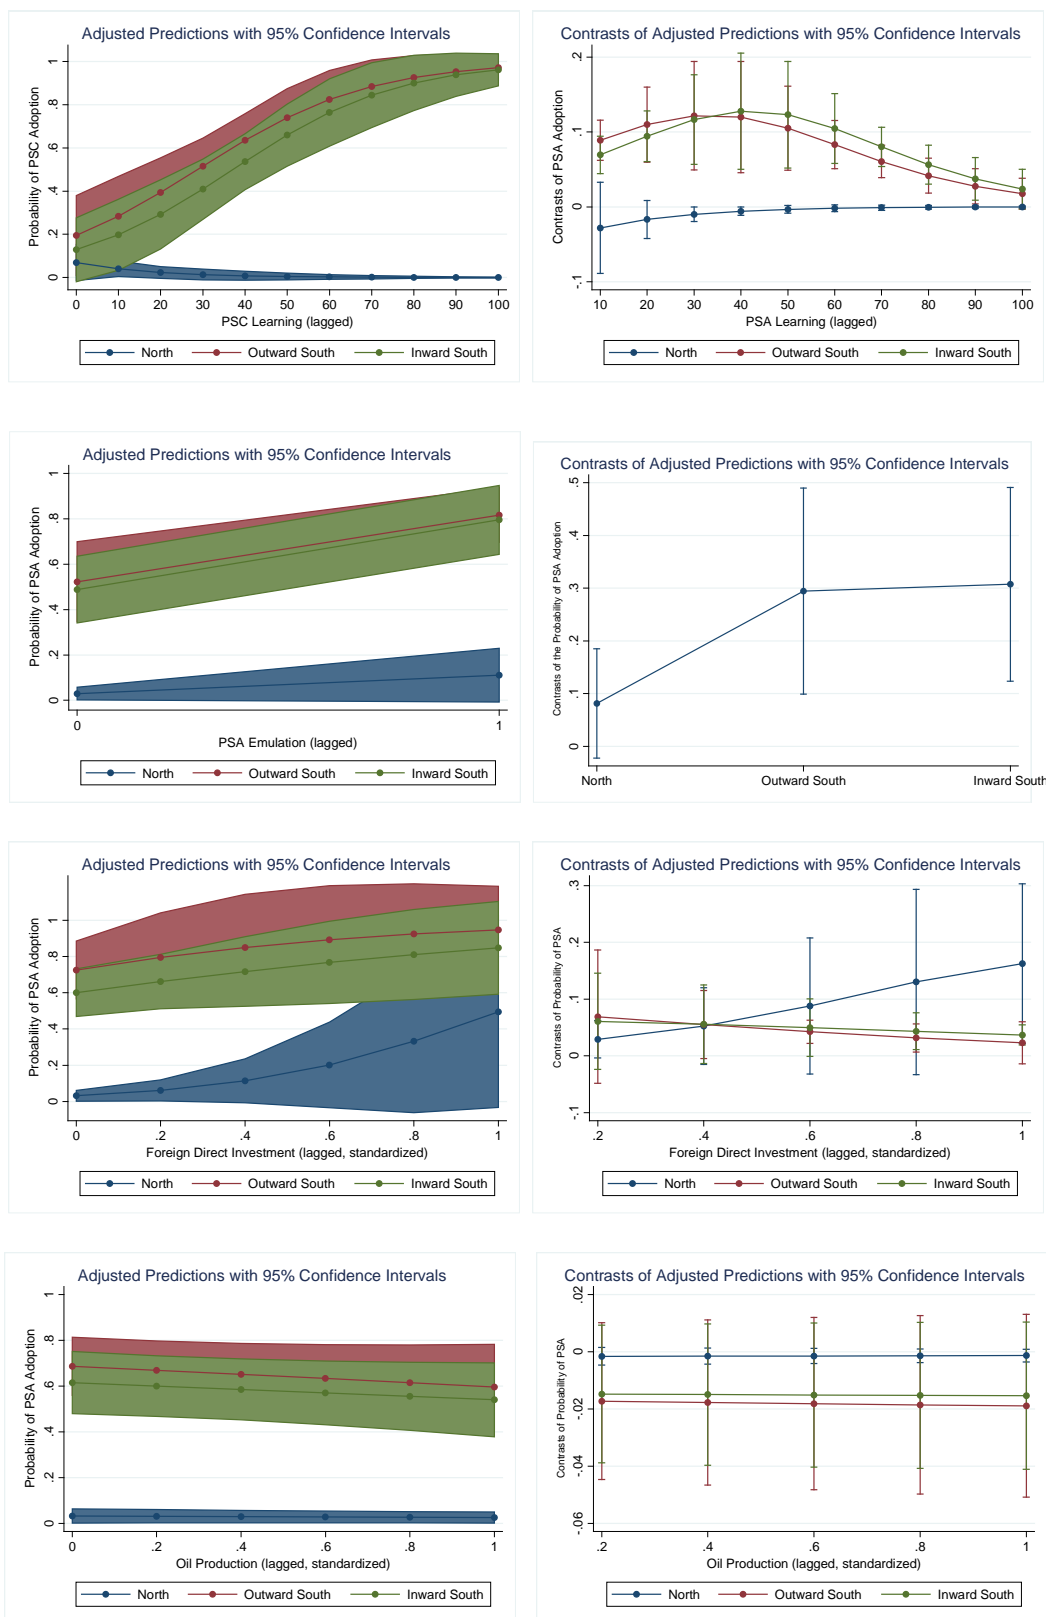 Adjusted Predictions with 95% Confidence Intervals
Probability of PSC Adoption
0 .2 .4 .6 .8 1
0 10 20 30 40 50 60 70 80 90 100
PSC Learning (lagged)
North Outward South Inward South
Contrasts of Adjusted Predictions with 95% Confidence Intervals
Contrasts of PSA Adoption
-.1 0 .1 .2
10 20 30 40 50 60 70 80 90 100
PSA Learning (lagged)
North Outward South Inward South
Adjusted Predictions with 95% Confidence Intervals
Probability of PSA Adoption
0 .2 .4 .6 .8 1
0 1
PSA Emulation (lagged)
North Outward South Inward South
Contrasts of Adjusted Predictions with 95% Confidence Intervals
Contrasts of the Probability of PSA Adoption
0 .1 .2 .3 .4 .5
North Outward South Inward South
Adjusted Predictions with 95% Confidence Intervals
Probability of PSA Adoption
0 .2 .4 .6 .8 1
0 .2 .4 .6 .8 1
Foreign Direct Investment (lagged, standardized)
North Outward South Inward South
Contrasts of Adjusted Predictions with 95% Confidence Intervals
Contrasts of Probability of PSA
-.1 0 .1 .2 .3
.2 .4 .6 .8 1
Foreign Direct Investment (lagged, standardized)
North Outward South Inward South
Adjusted Predictions with 95% Confidence Intervals
Probability of PSA Adoption
0 .2 .4 .6 .8 1
0 .2 .4 .6 .8 1
Oil Production (lagged, standardized)
North Outward South Inward South
Contrasts of Adjusted Predictions with 95% Confidence Intervals
Contrasts of Probability of PSA
-.06 -.04 -.02 0 .02
.2 .4 .6 .8 1
Oil Production (lagged, standardized)
North Outward South Inward South